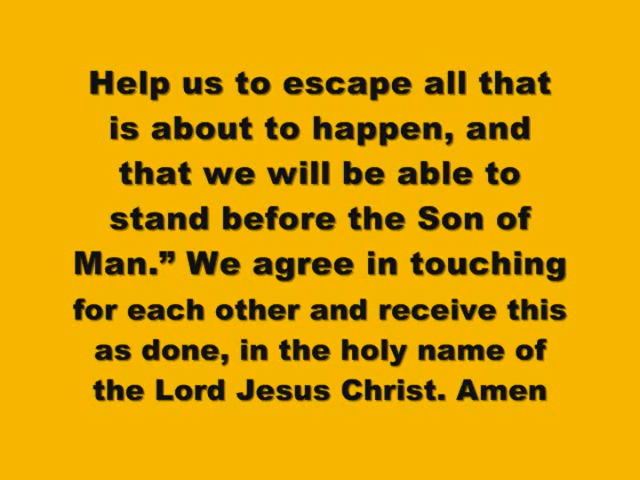 Help us to escape all that
is about to happen, and
that we will be able to
stand before the Son of
Man.” We agree in touching
for each other and receive this
as done, in the holy name of
the Lord Jesus Christ. Amen